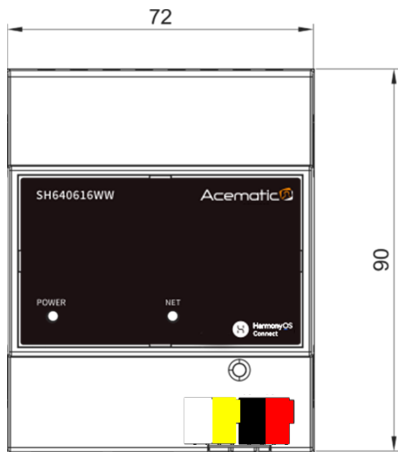 72
SH640616WW
Acematic
90
POWER
NET
HarmonyOS
Connect